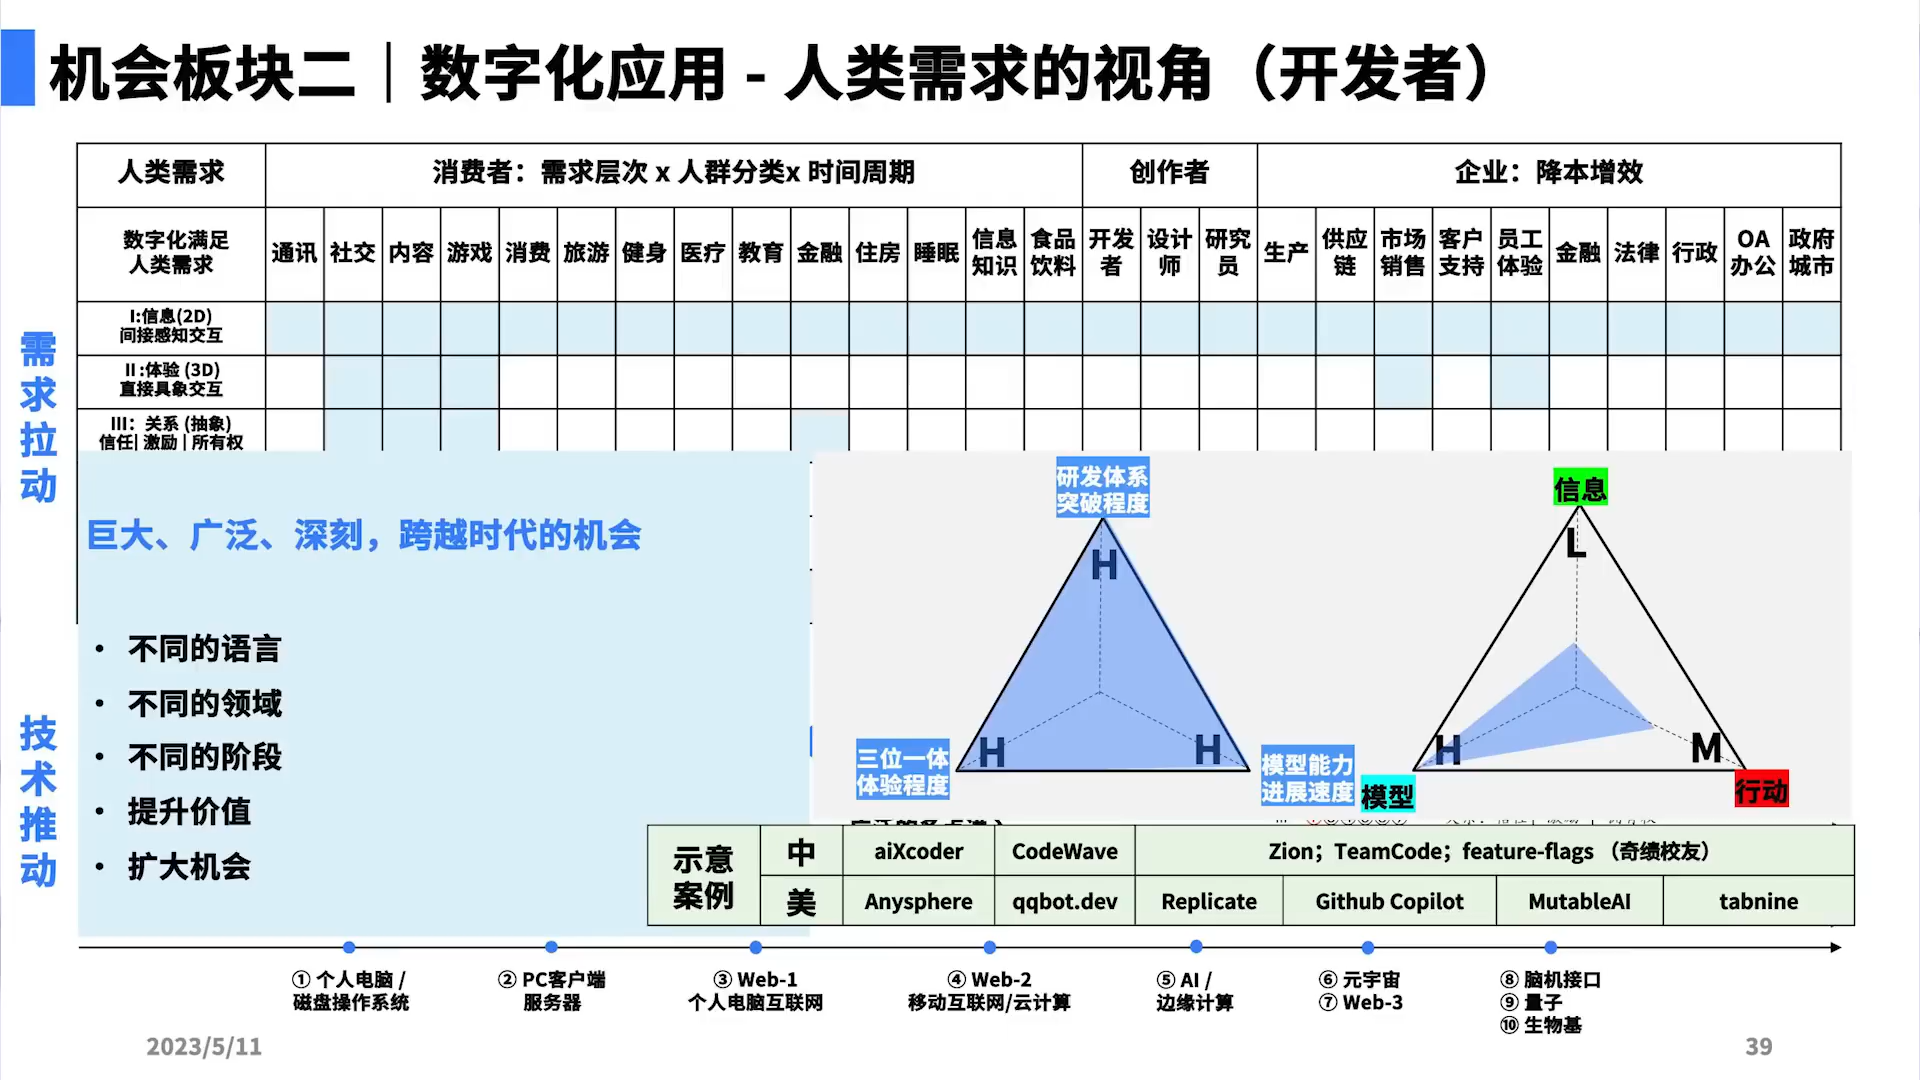 机会板块二｜数字化应用 - 人类需求的视角（开发者）
人类需求
消费者：需求层次 x 人群分类x 时间周期
创作者
企业：降本增效
数字化满足
人类需求
通讯
社交
内容
游戏
消费
旅游
健身
医疗
教育
金融
住房
睡眠
信息
知识
食品
饮料
开发
者
设计
师
研究
员
生产
供应
链
市场
销售
客户
支持
员工
体验
金融
法律
行政
OA
办公
政府
城市
I:信息(2D)
间接感知交互
II:体验 (3D)
直接具象交互
III：关系 (抽象)
信任| 激励 | 所有权
需求拉动
技术推动
巨大、广泛、深刻，跨越时代的机会
• 不同的语言
• 不同的领域
• 不同的阶段
• 提升价值
• 扩大机会
研发体系
突破程度
H
H
H
三位一体
体验程度
模型能力
进展速度
信息
L
H
M
模型
行动
示意
案例
中
aiXcoder
CodeWave
Zion；TeamCode；feature-flags （奇绩校友）
美
Anysphere
qqbot.dev
Replicate
Github Copilot
MutableAI
tabnine
① 个人电脑 /
磁盘操作系统
② PC客户端
服务器
③ Web-1
个人电脑互联网
④ Web-2
移动互联网/云计算
⑤ AI /
边缘计算
⑥ 元宇宙
⑦ Web-3
⑧ 脑机接口
⑨ 量子
⑩ 生物基
2023/5/11
39